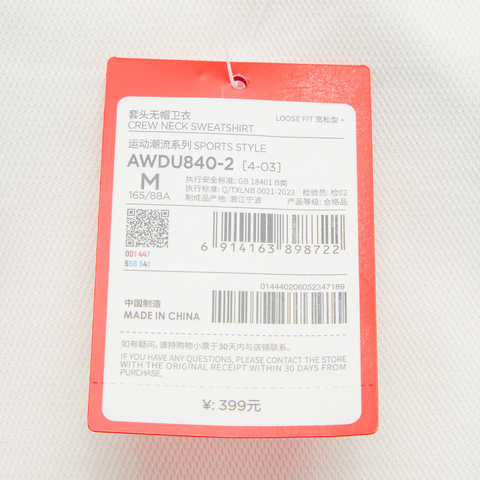 套头无帽卫衣
CREW NECK SWEATSHIRT
LOOSE FIT 宽松型 +
运动潮流系列 SPORTS STYLE
AWDU840-2 [4-03]
M
165/88A
执行安全标准: GB 18401 B类
执行标准: Q/TXLNB 0021-2023 检验员: 检02
制成品产地: 浙江宁波 产品等级: 合格品
001 447
558 541
6 914163 898722
014440206052347189
中国制造
MADE IN CHINA
如有疑问，请持购物小票于30天内与店铺联系。
IF YOU HAVE ANY QUESTIONS, PLEASE CONTACT THE STORE
WITH THE ORIGINAL RECEIPT WITHIN 30 DAYS FROM
PURCHASE.
¥: 399元